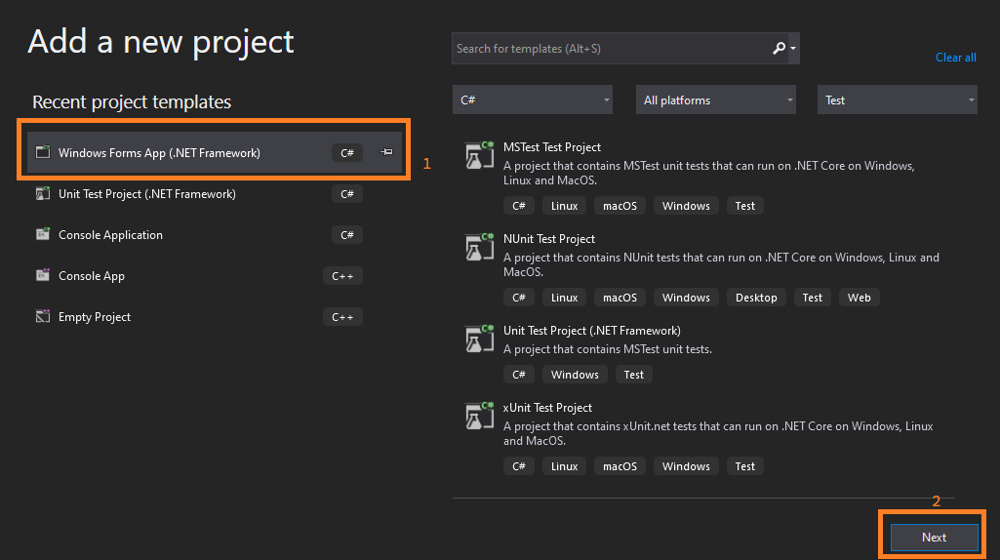 Add a new project
Search for templates (Alt+S)
Clear all
Recent project templates
C#
All platforms
Test
Windows Forms App (.NET Framework)
C#
1
Unit Test Project (.NET Framework)
C#
Console Application
C#
Console App
C++
Empty Project
C++
MSTest Test Project
A project that contains MSTest unit tests that can run on .NET Core on Windows,
Linux and MacOS.
C# Linux macOS Windows Test
NUnit Test Project
A project that contains NUnit tests that can run on .NET Core on Windows, Linux and
MacOS.
C# Linux macOS Windows Desktop Test Web
Unit Test Project (.NET Framework)
A project that contains MSTest unit tests.
C# Windows Test
xUnit Test Project
A project that contains xUnit.net tests that can run on .NET Core on Windows, Linux
and MacOS.
C# Linux macOS Windows Test
2
Next